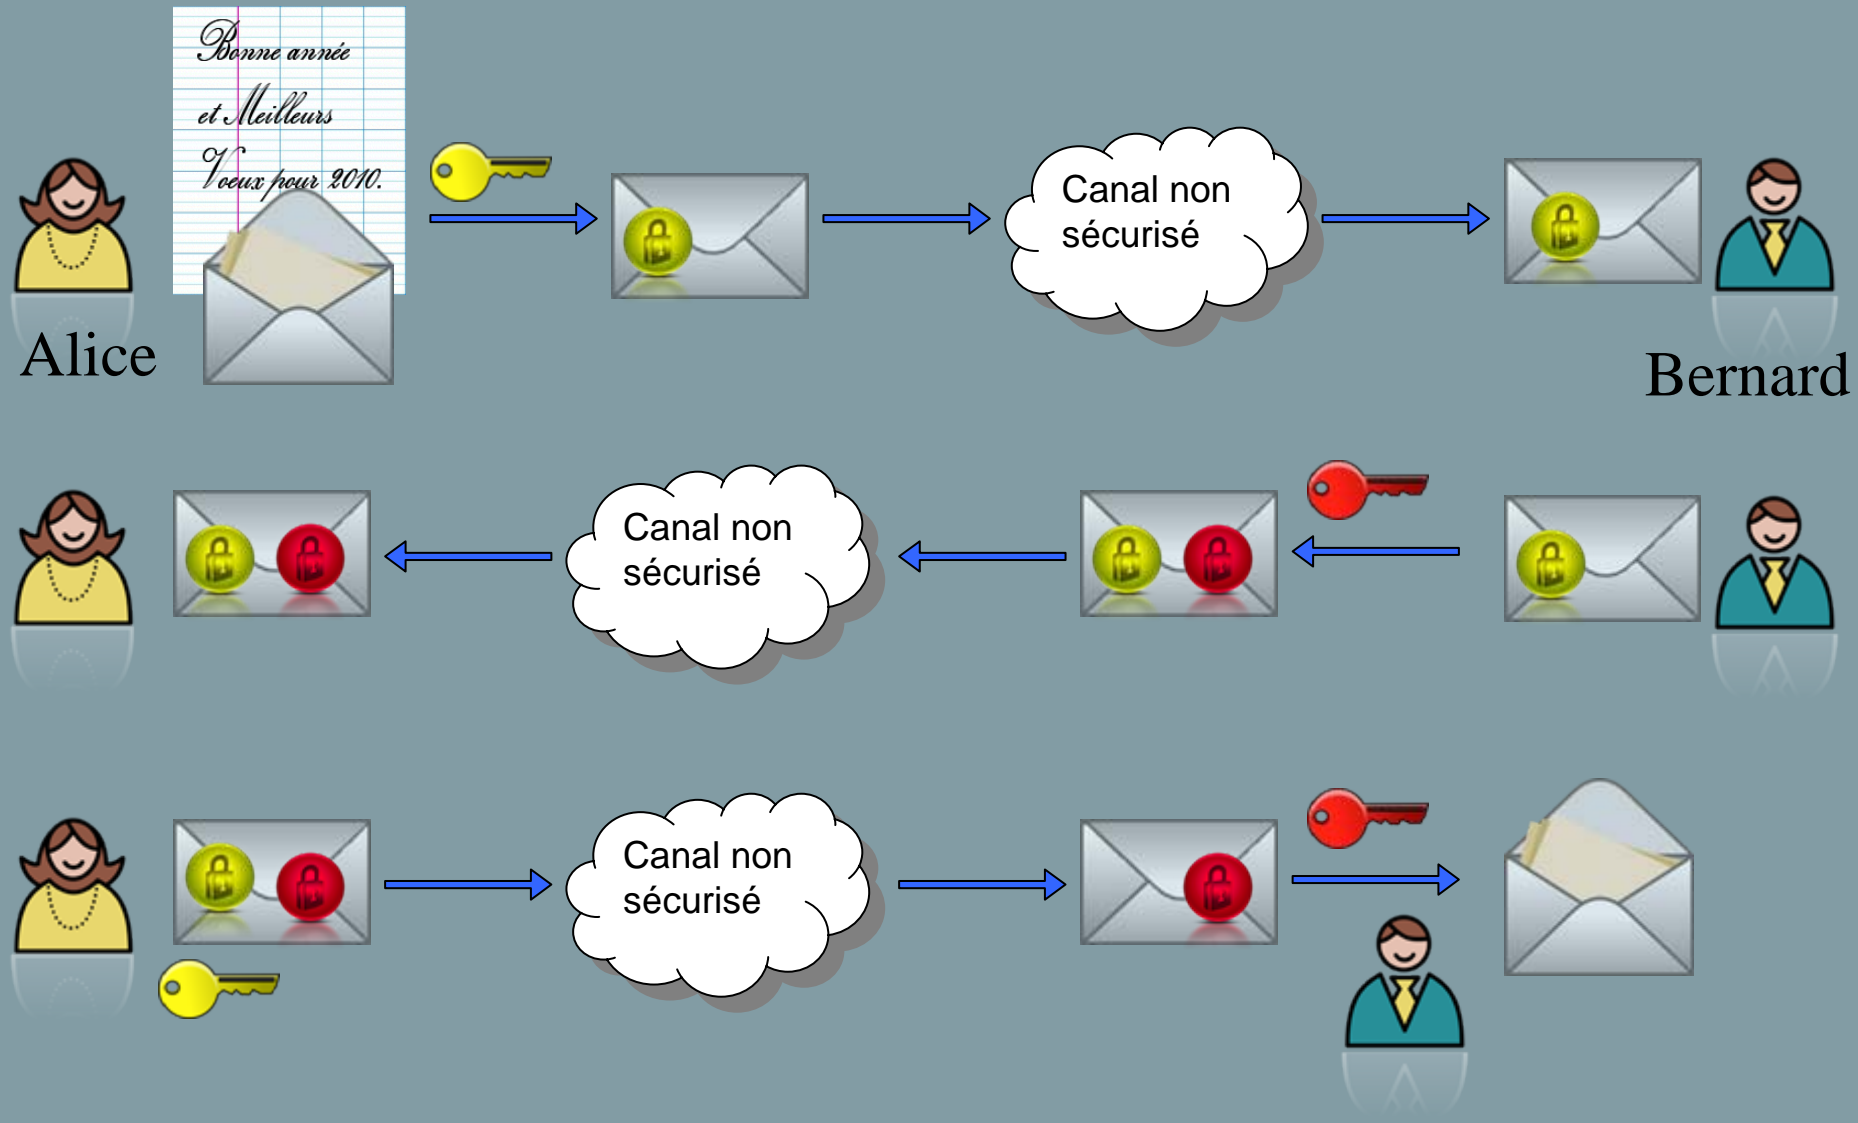 Bonne année
et Meilleurs
Voeux pour 2010.
Canal non
sécurisé
Alice
Bernard
Canal non
sécurisé
Canal non
sécurisé